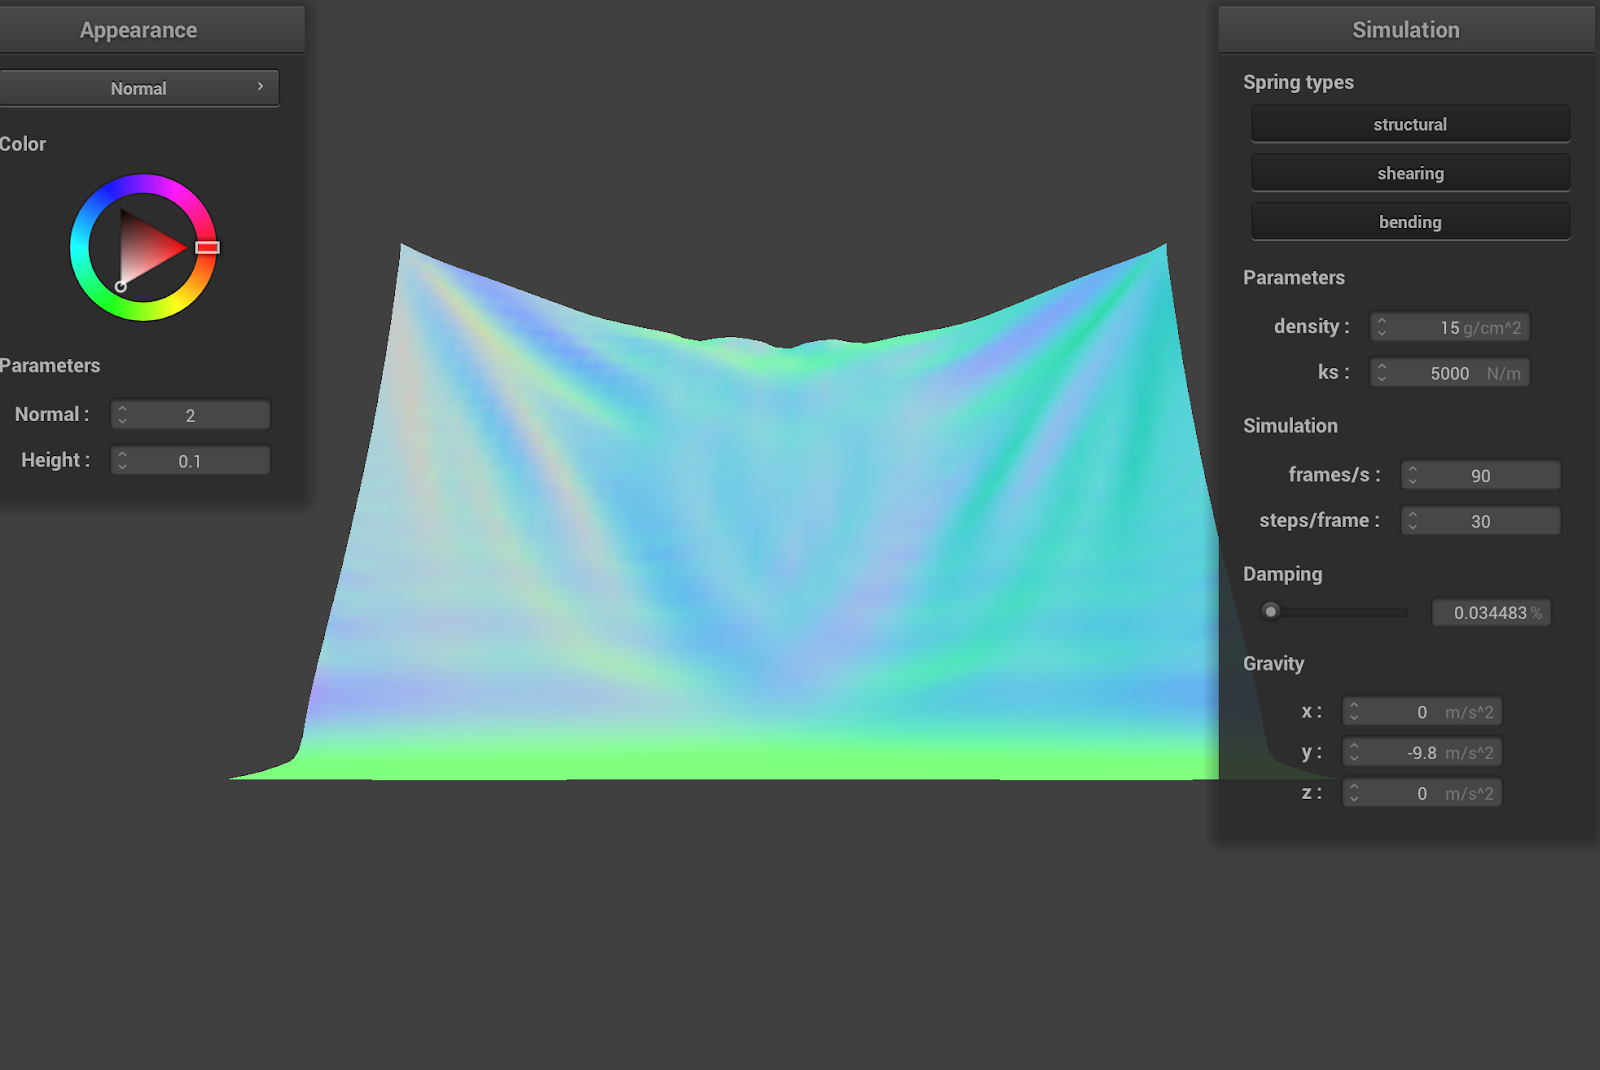 Appearance
Normal
Color
Parameters
Normal : 2
Height : 0.1
Simulation
Spring types
structural
shearing
bending
Parameters
density : 15 g/cm^2
ks : 5000 N/m
Simulation
frames/s : 90
steps/frame : 30
Damping
0.034483 %
Gravity
x : 0 m/s^2
y : -9.8 m/s^2
z : 0 m/s^2